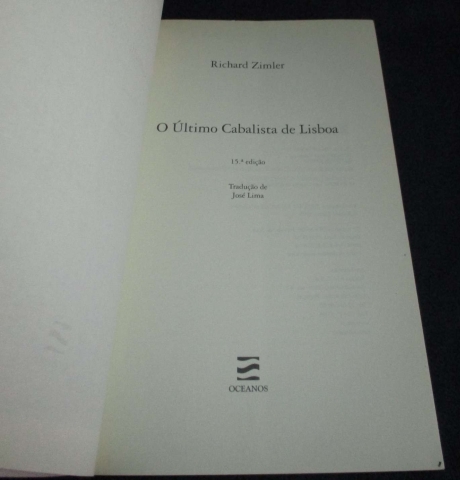 Richard Zimler
O Último Cabalista de Lisboa
13.ª edição
Tradução de
José Lima
OCEANOS